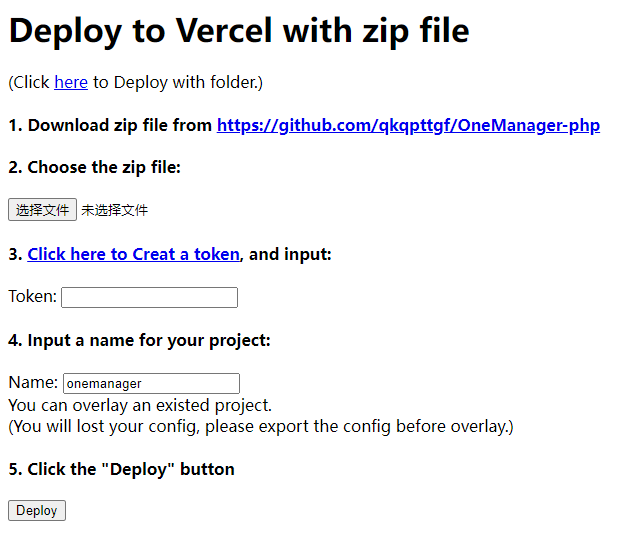 Deploy to Vercel with zip file
(Click here to Deploy with folder.)
1. Download zip file from https://github.com/qkqpttgf/OneManager-php
2. Choose the zip file:
选择文件 未选择文件
3. Click here to Creat a token, and input:
Token:
4. Input a name for your project:
Name: onemanager
You can overlay an existed project.
(You will lost your config, please export the config before overlay.)
5. Click the "Deploy" button
Deploy